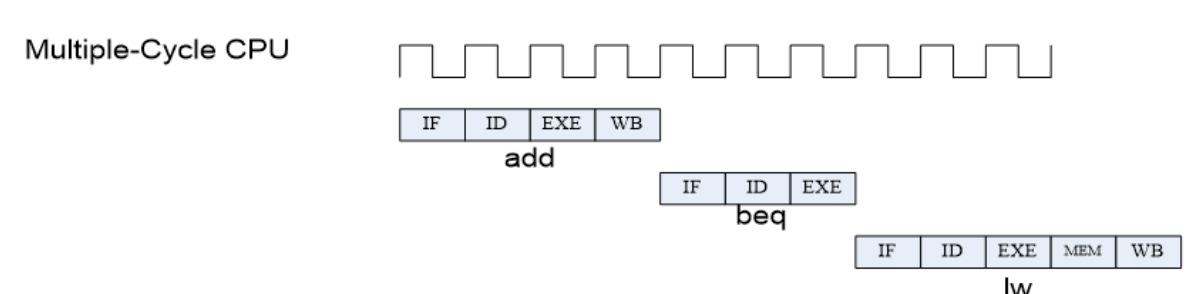 Multiple-Cycle CPU
IF ID EXE WB
add
IF ID EXE
beq
IF ID EXE MEM WB
lw